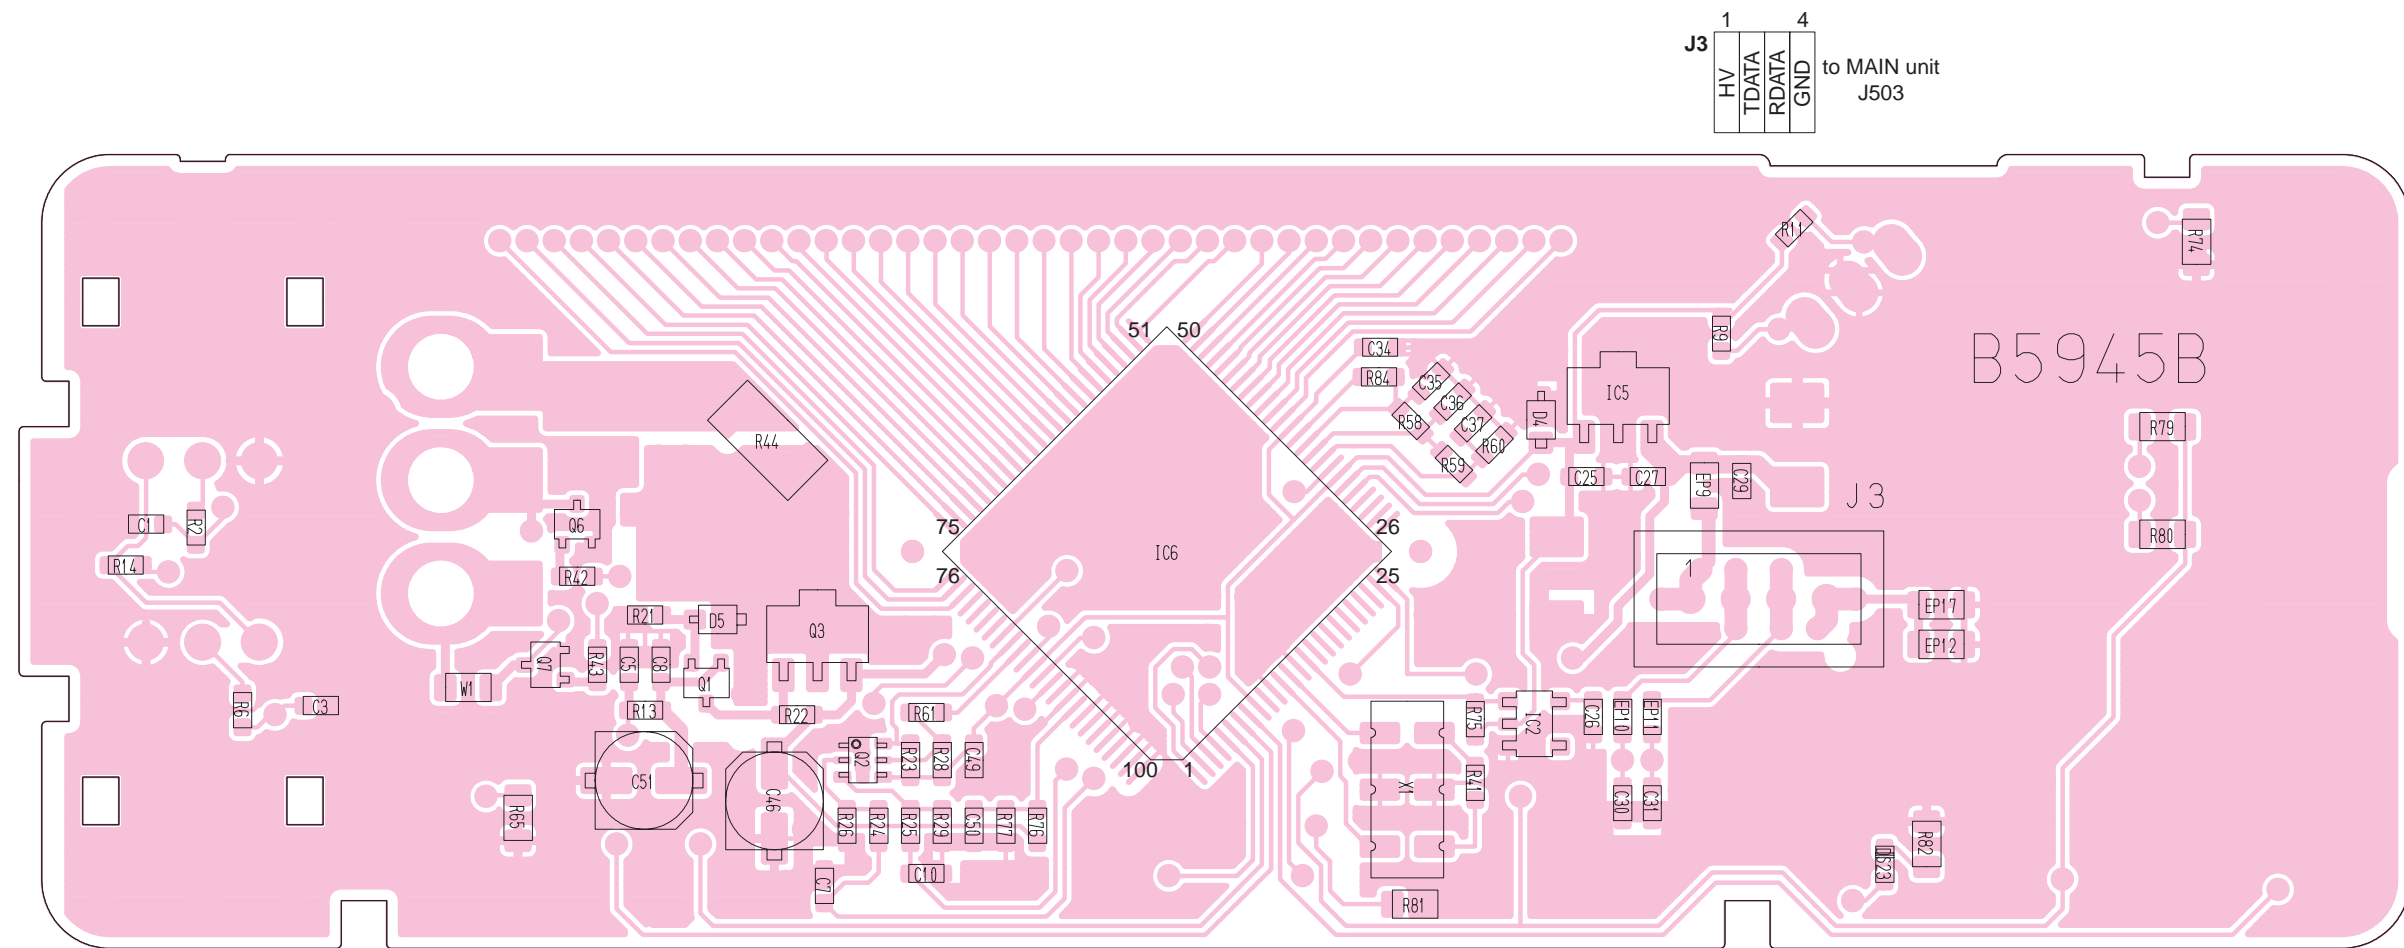 1 4
J3
HV
TDATA
RDATA
GND
to MAIN unit
J503
R11
R74
51 50
R9
B5945B
C34
R84
C35
IC5
C36
R58
C37
D4
R44
R60
R79
R59
C25
C27
EP9
C29
J3
C1
R2
Q6
75
26
R80
IC6
R14
R42
76
25
1
R21
D5
Q3
EP17
EP12
Q7
R43
C5
C8
Q1
W1
R6
C3
R13
R22
R61
R75
IC2
C26
EP10
EP11
Q2
R23
R28
C49
100 1
C51
C46
X1
R41
C30
C31
R65
R26
R24
R25
R29
C50
R77
R76
R82
C7
C10
R81